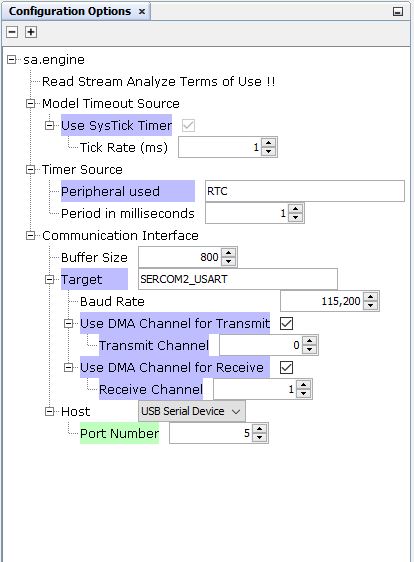 Configuration Options ×
sa.engine
Read Stream Analyze Terms of Use !!
Model Timeout Source
Use SysTick Timer
Tick Rate (ms) 1
Timer Source
Peripheral used RTC
Period in milliseconds 1
Communication Interface
Buffer Size 800
Target SERCOM2_USART
Baud Rate 115,200
Use DMA Channel for Transmit
Transmit Channel 0
Use DMA Channel for Receive
Receive Channel 1
Host USB Serial Device
Port Number 5